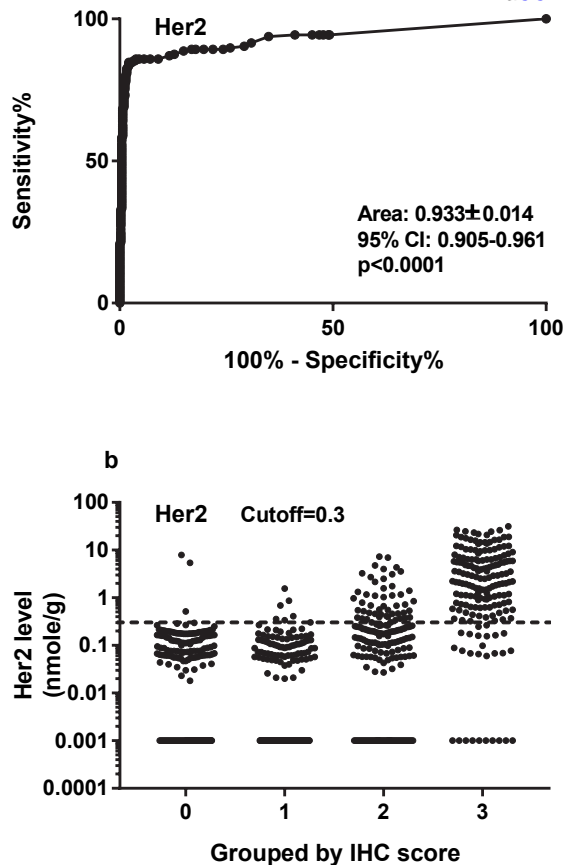 100
Her2
Sensitivity%
50
Area: 0.933±0.014
95% CI: 0.905-0.961
p<0.0001
0
0
50
100
100% - Specificity%
b
100
Her2
Cutoff=0.3
10
1
0.1
0.01
0.001
0.0001
Her2 level
(nmole/g)
0
1
2
3
Grouped by IHC score